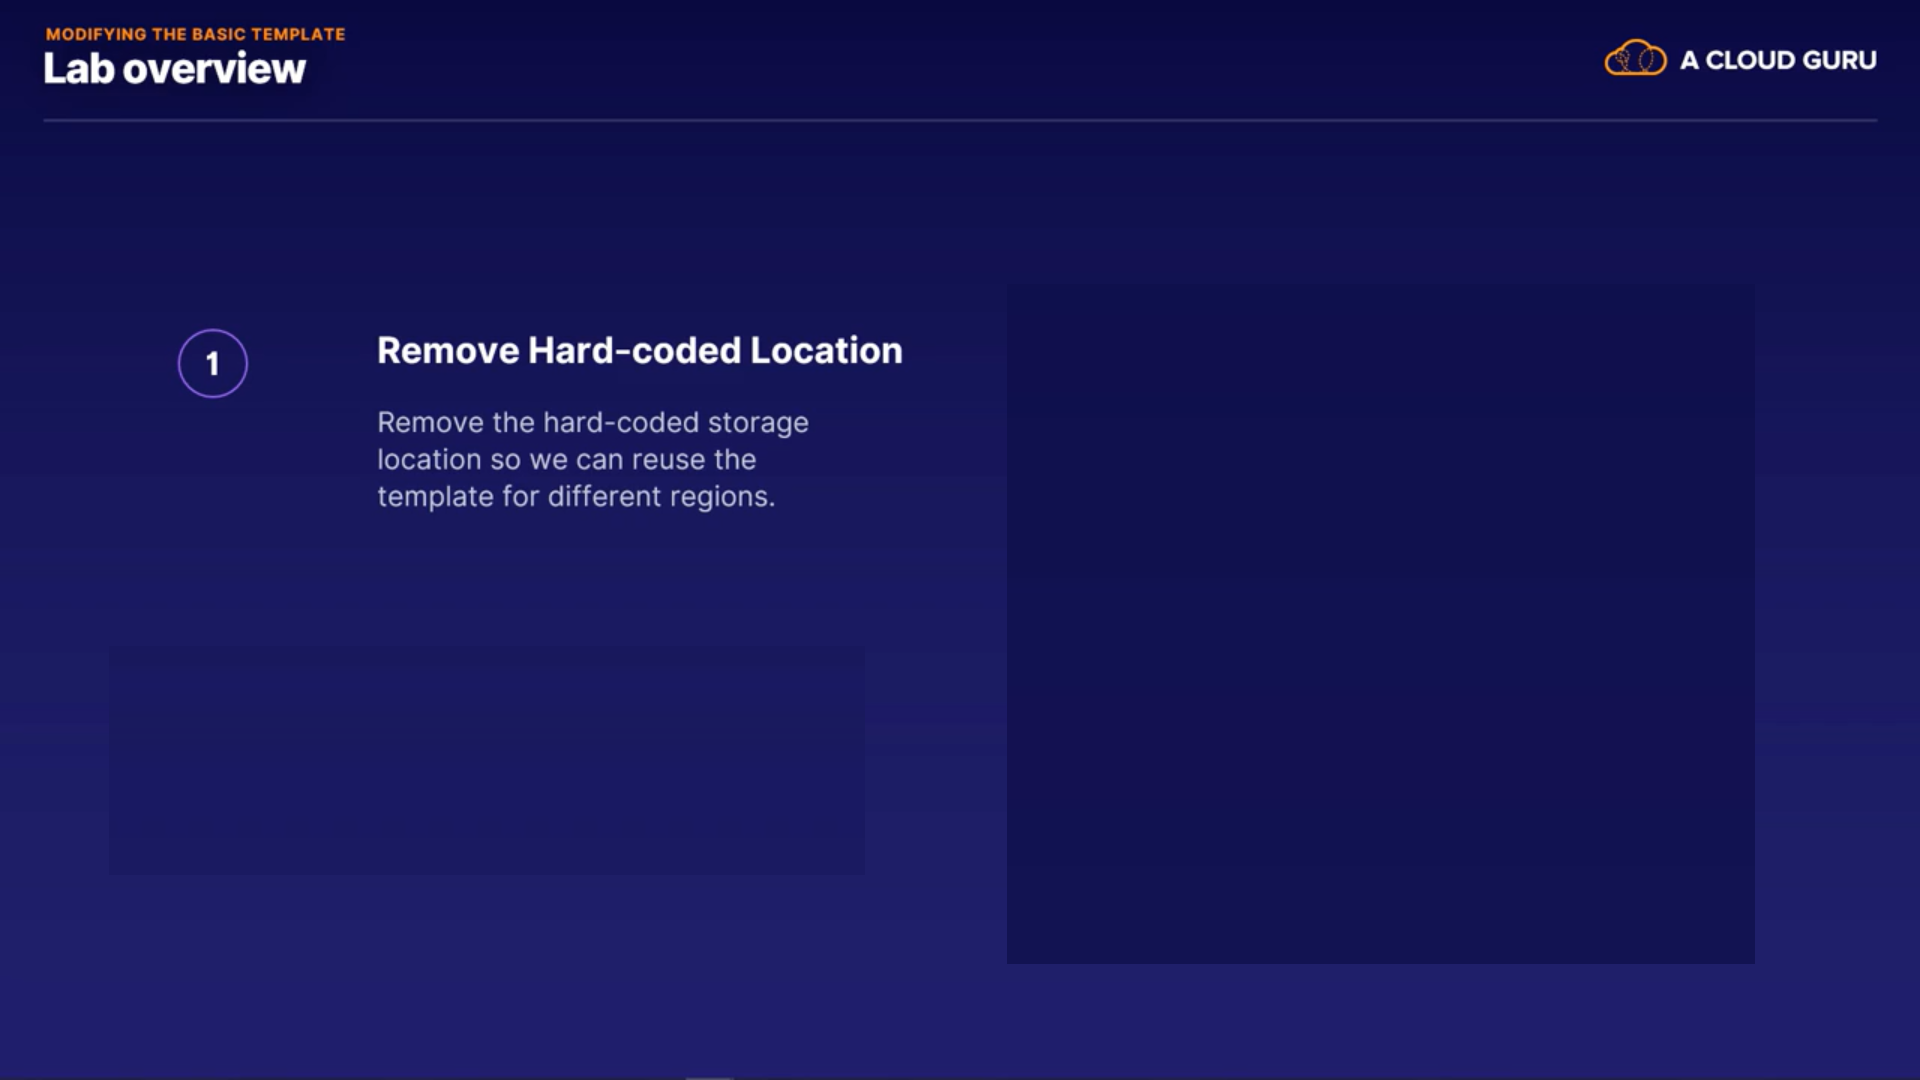 MODIFYING THE BASIC TEMPLATE
Lab overview
A CLOUD GURU
1
Remove Hard-coded Location
Remove the hard-coded storage
location so we can reuse the
template for different regions.